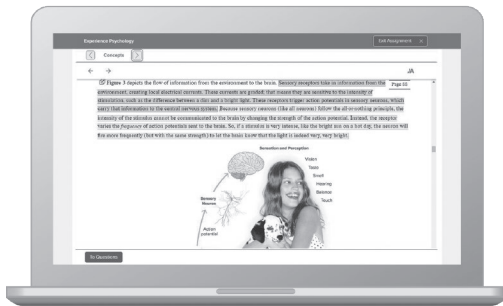 Experience Psychology
Exit Assignment ×
< Concepts >
← →
AA
Figure 3 depicts the flow of information from the environment to the brain. Sensory receptors take in information from the
Page 85
environment, creating local electrical currents. These currents are graded; that means they are sensitive to the intensity of
stimulation, such as the difference between a dim and a bright light. These receptors trigger action potentials in sensory neurons, which
carry that information to the central nervous system. Because sensory neurons (like all neurons) follow the all-or-nothing principle, the
intensity of the stimulus cannot be communicated to the brain by changing the strength of the action potential. Instead, the receptor
varies the frequency of action potentials sent to the brain. So, if a stimulus is very intense, like the bright sun on a hot day, the neuron will
fire more frequently (but with the same strength) to let the brain know that the light is indeed very, very bright.
Sensation and Perception
Vision
Taste
Smell
Hearing
Balance
Touch
Sensory
Neuron
Action
potential
To Questions